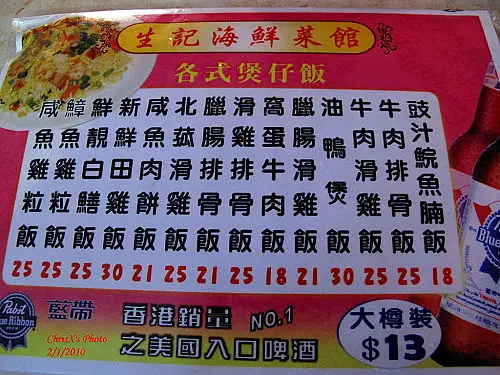 生記海鮮菜館
各式煲仔飯
豉汁鯇魚腩飯
牛肉排骨飯
牛肉滑雞飯
油鴨煲飯
臘腸滑雞飯
窩蛋牛肉飯
滑雞排骨飯
臘腸排骨飯
北菰滑雞飯
咸魚肉餅飯
新鮮田雞飯
鮮靚白鱔飯
鱆魚雞粒飯
咸魚雞粒飯
25 25 25 30 21 25 21 25 18 21 30 25 25 18
Pabst
Blue Ribbon
藍帶
香港銷量 NO.1
之美國入口啤酒
大樽裝
$13
ChrisX's Photo
2/1/2010